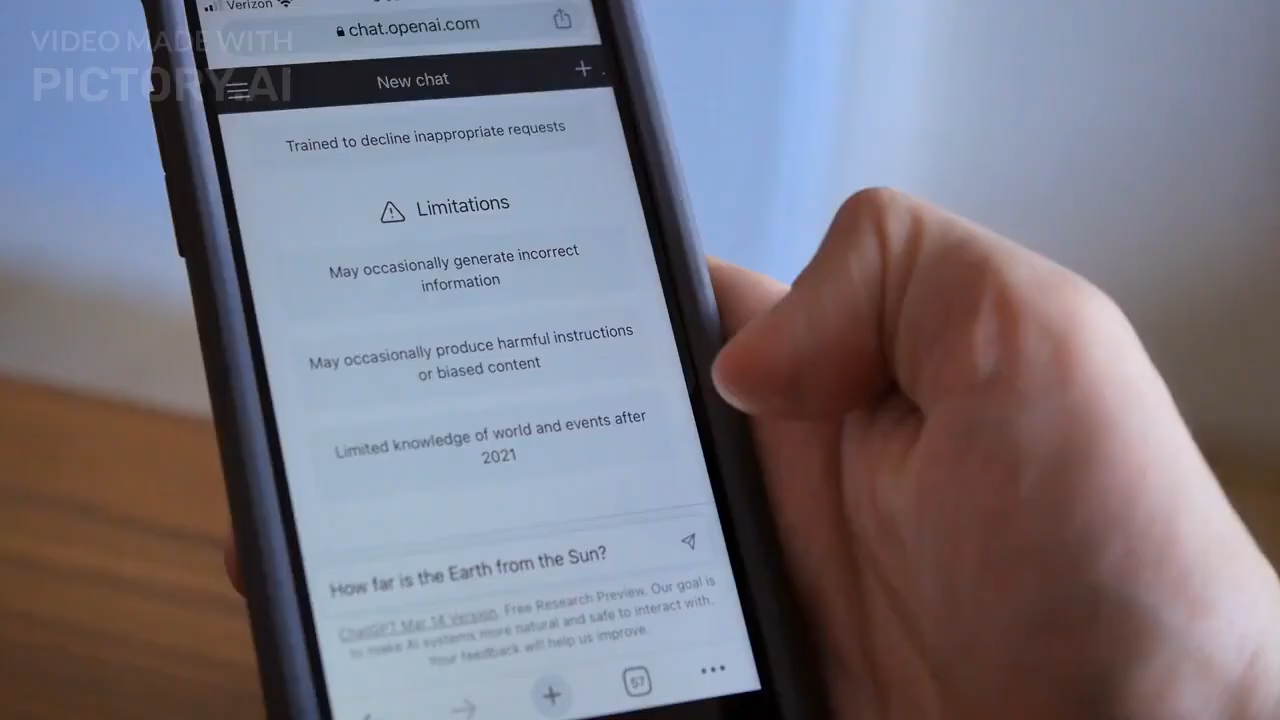 VIDEO MADE WITH
PICTORY.AI
Verizon
chat.openai.com
New chat
Trained to decline inappropriate requests
Limitations
May occasionally generate incorrect
information
May occasionally produce harmful instructions
or biased content
Limited knowledge of world and events after
2021
How far is the Earth from the Sun?
ChatGPT Mar 14 Version. Free Research Preview. Our goal is
to make AI systems more natural and safe to interact with.
Your feedback will help us improve.
57